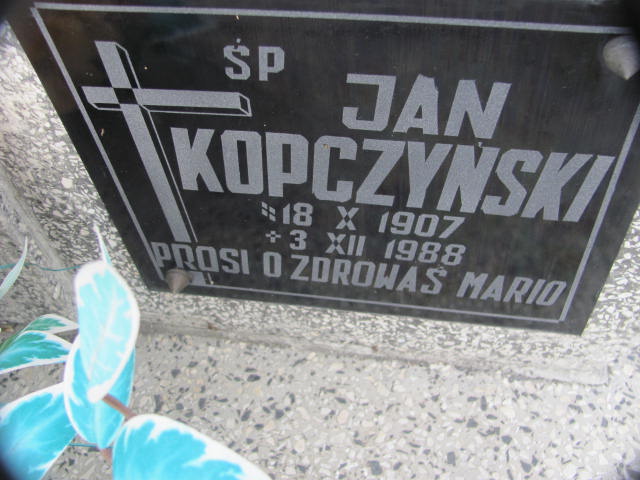 ŚP
JAN
KOPCZYŃSKI
18 X 1907
+ 3 XII 1988
PROSI O ZDROWAŚ MARIO